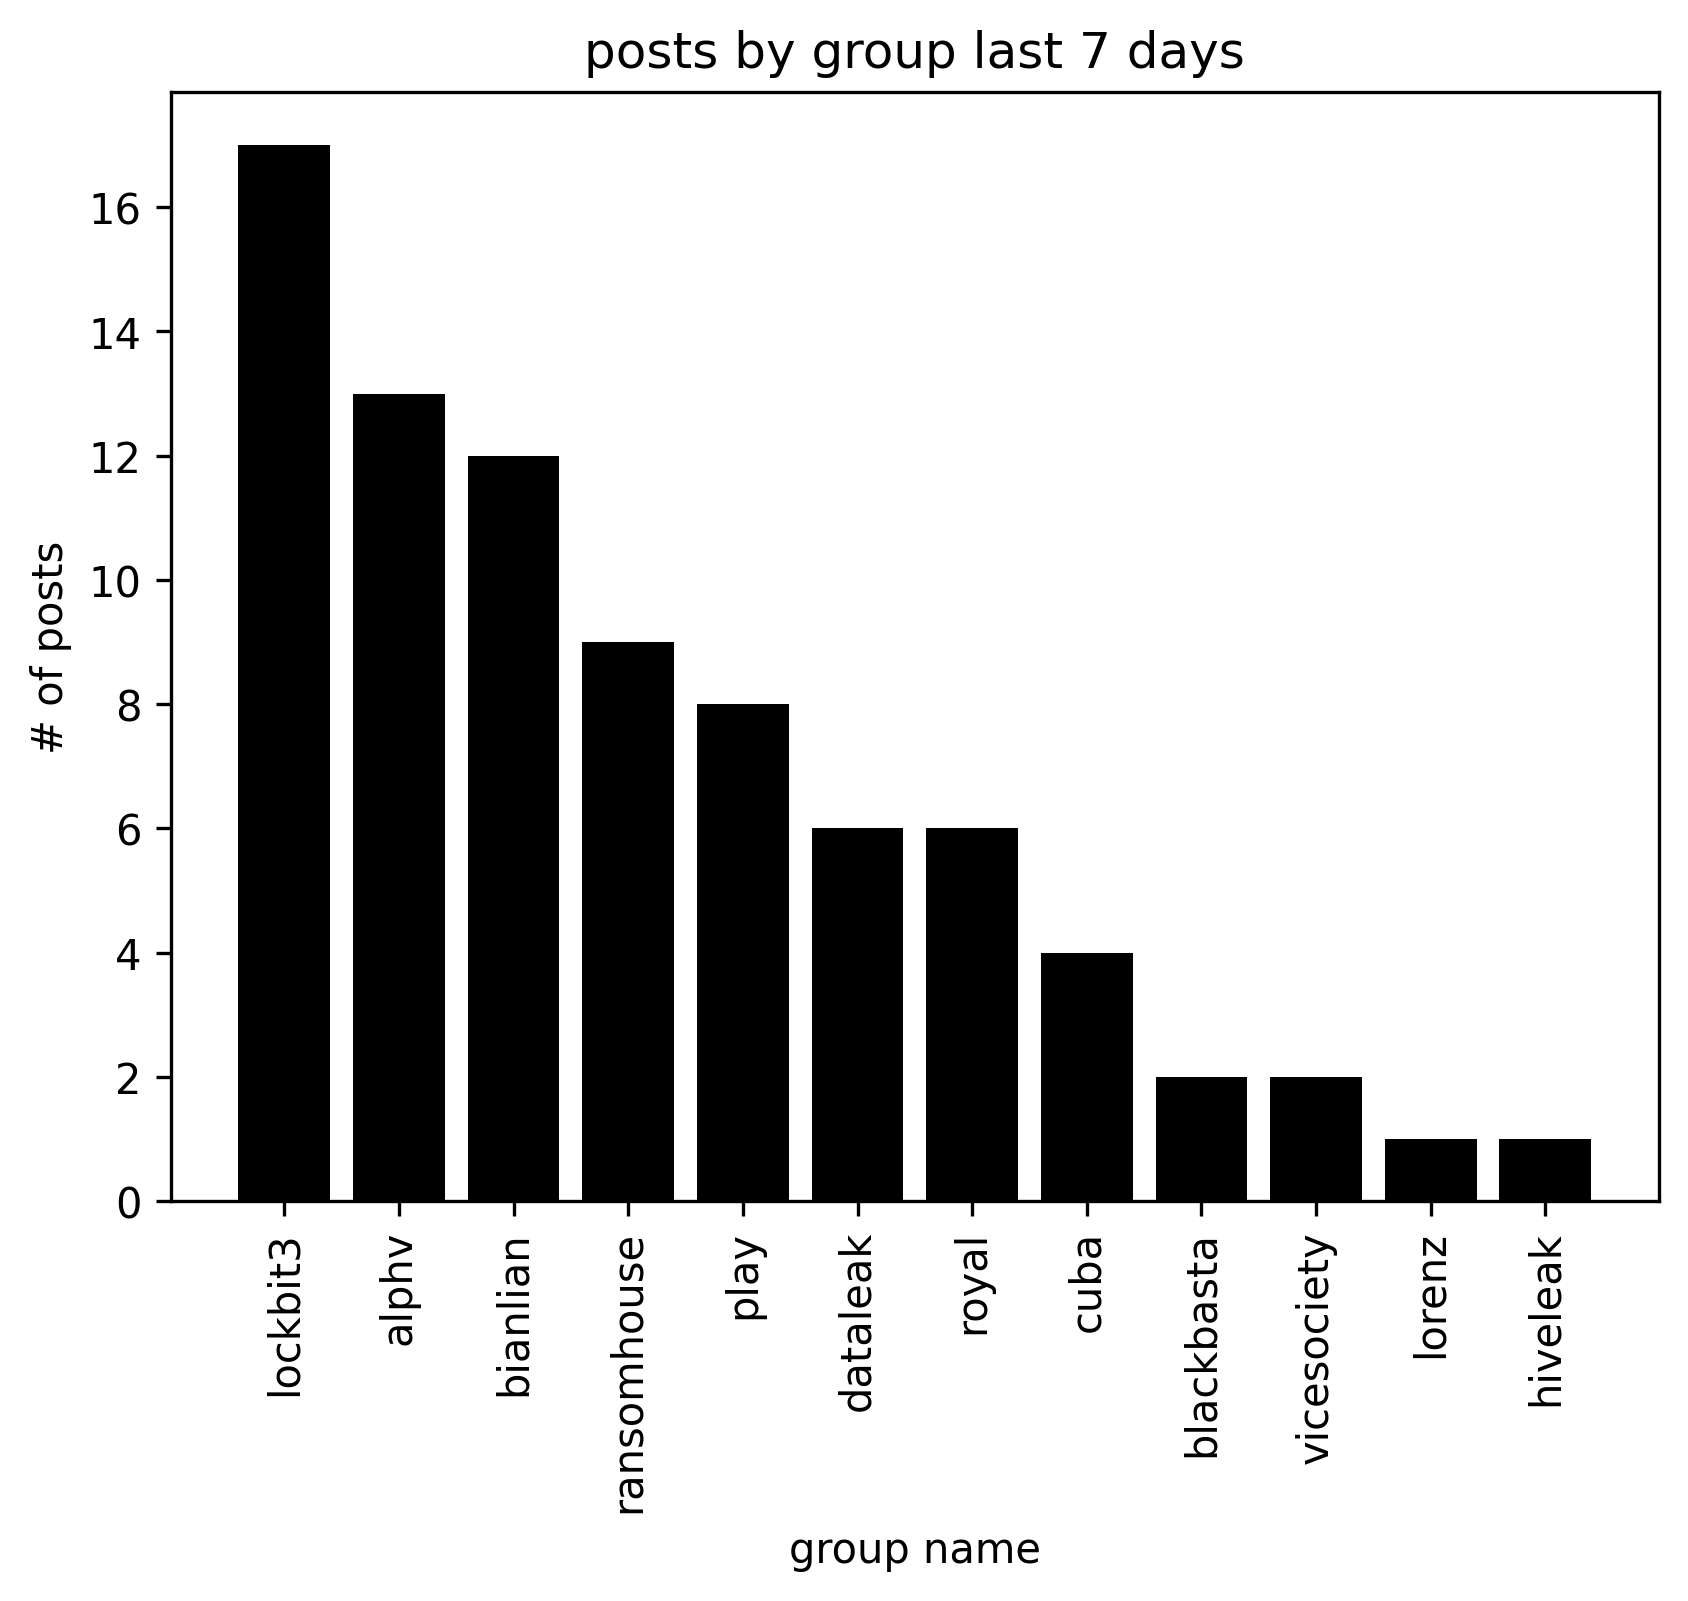 posts by group last 7 days
16
14
12
10
8
6
4
2
0
# of posts
lockbit3
alphv
bianlian
ransomhouse
play
dataleak
royal
cuba
blackbasta
vicesociety
lorenz
hiveleak
group name